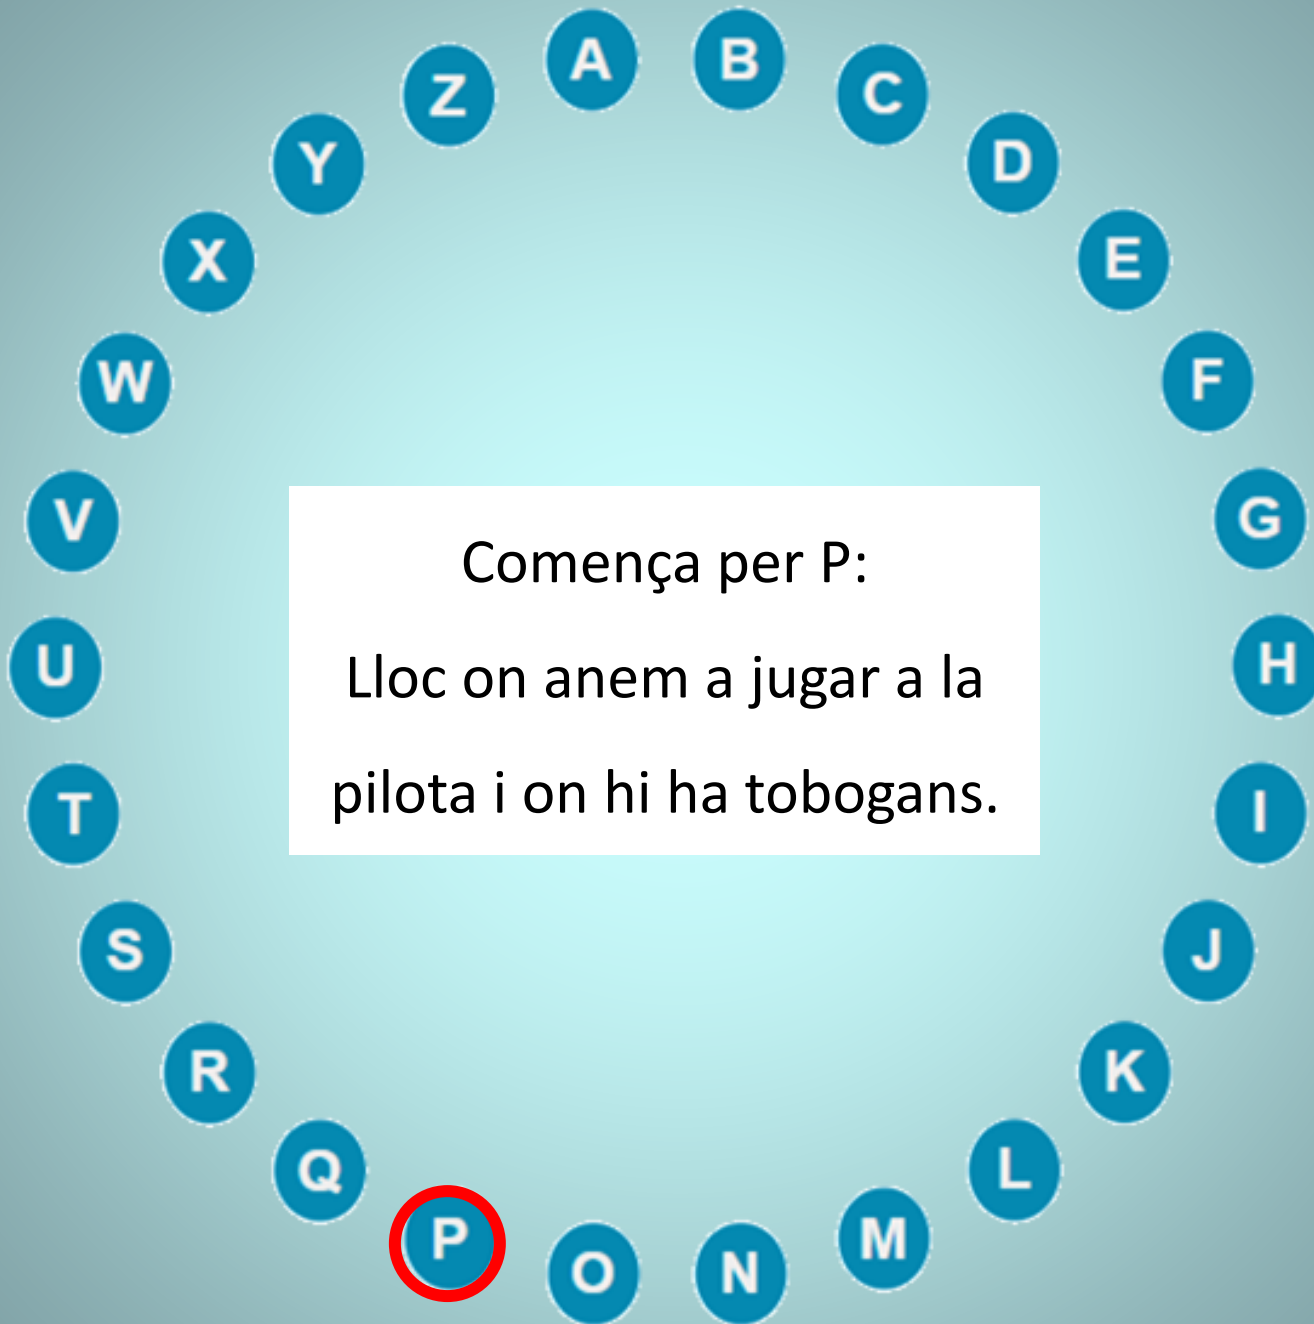 A
B
C
D
E
F
G
H
I
J
K
L
M
N
O
P
Q
R
S
T
U
V
W
X
Y
Z
Comença per P:
Lloc on anem a jugar a la
pilota i on hi ha tobogans.